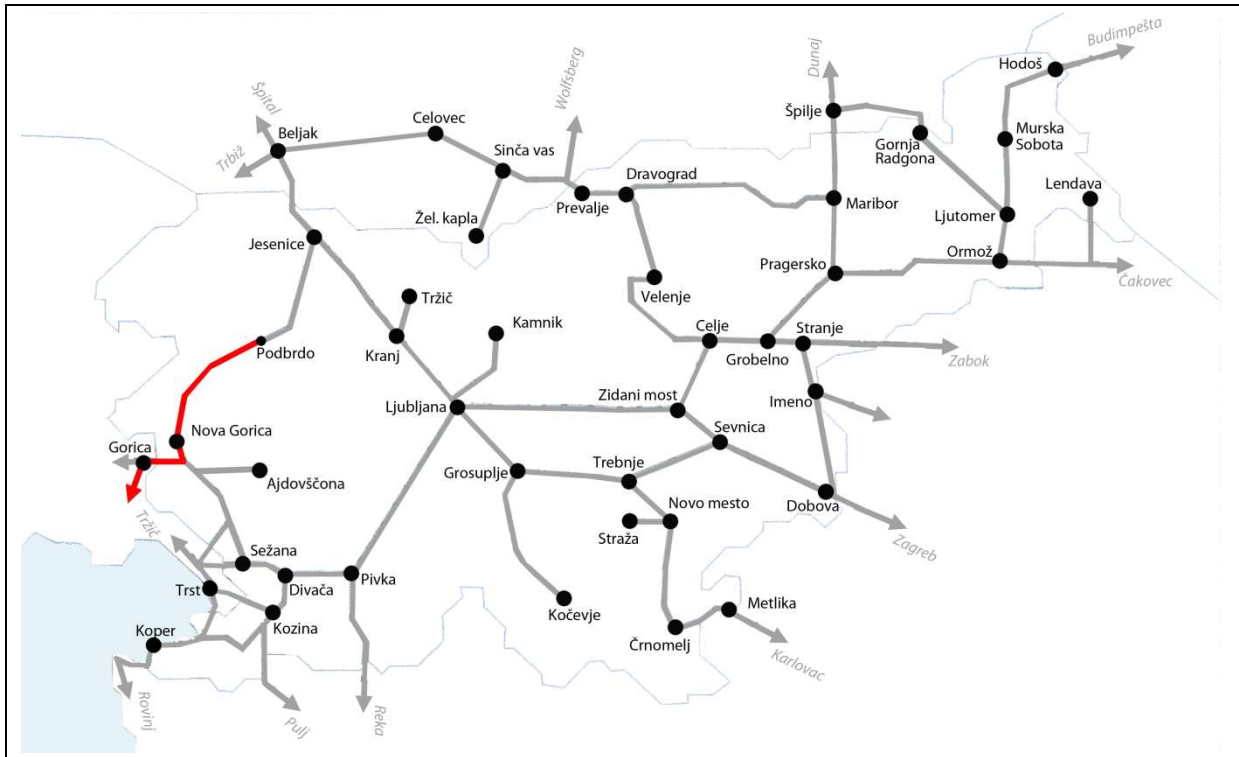 Budimpešta
Dunaj
Hodoš
Wolfsberg
Špital
Celovec
Špilje
Beljak
Sinča vas
Gornja
Radgona
Murska
Sobota
Trbiž
Dravograd
Lendava
Prevalje
Maribor
Ljutomer
Žel. kapla
Jesenice
Ormož
Pragersko
Čakovec
Velenje
Tržič
Kamnik
Celje
Stranje
Podbrdo
Kranj
Grobelno
Zabok
Ljubljana
Zidani most
Imeno
Nova Gorica
Sevnica
Gorica
Grosuplje
Trebnje
Ajdovščona
Novo mesto
Dobova
Tržič
Straža
Zagreb
Sežana
Trst
Divača
Pivka
Kozina
Kočevje
Metlika
Koper
Črnomelj
Karlovac
Rovinj
Pulj
Reka